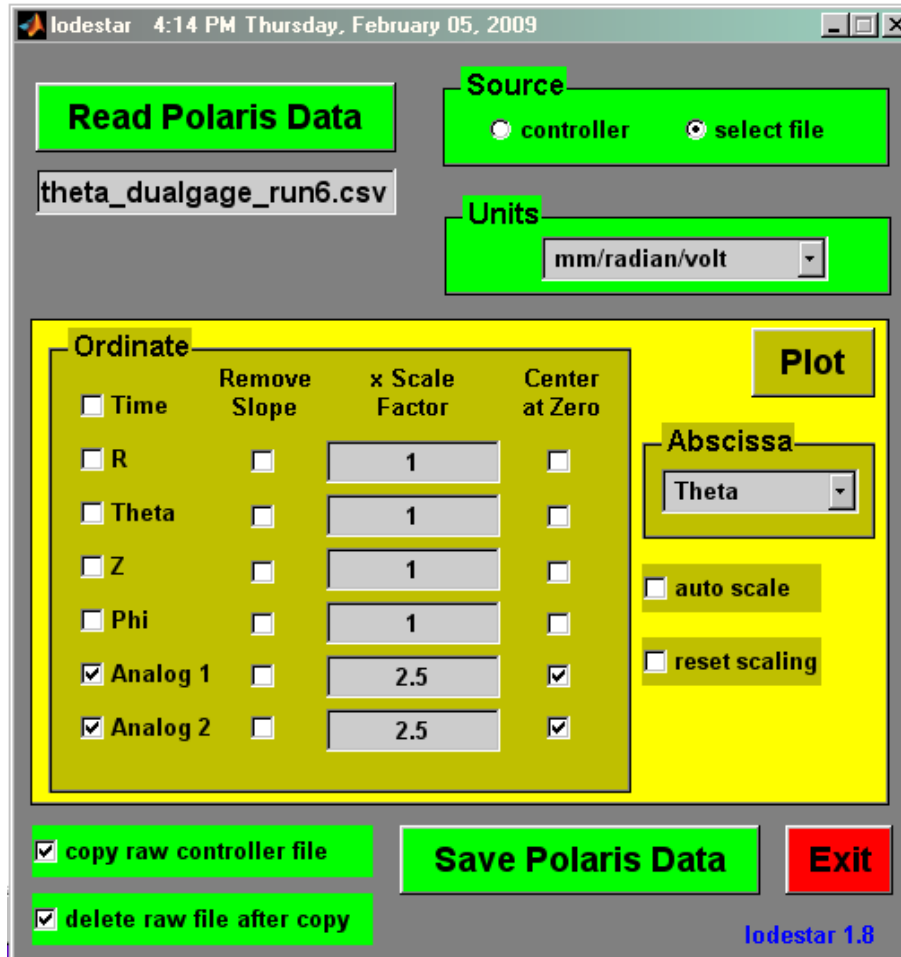 lodestar 4:14 PM Thursday, February 05, 2009
Read Polaris Data
theta_dualgage_run6.csv
Source
controller
select file
Units
mm/radian/volt
Ordinate
Remove Slope
x Scale Factor
Center at Zero
Time
R 1
Theta 1
Z 1
Phi 1
Analog 1 2.5
Analog 2 2.5
Plot
Abscissa
Theta
auto scale
reset scaling
copy raw controller file
delete raw file after copy
Save Polaris Data
Exit
lodestar 1.8